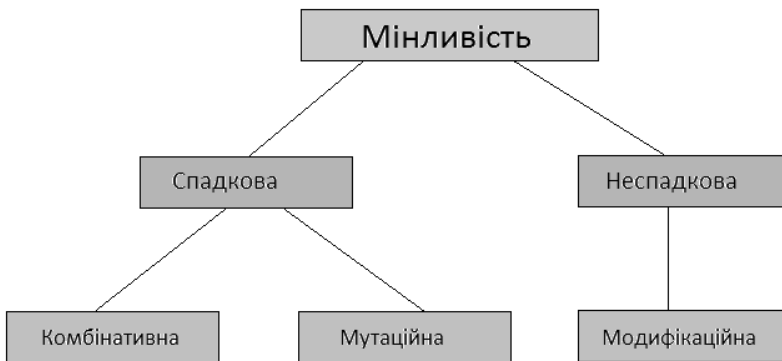 Мінливість
Спадкова
Неспадкова
Комбінативна
Мутаційна
Модифікаційна